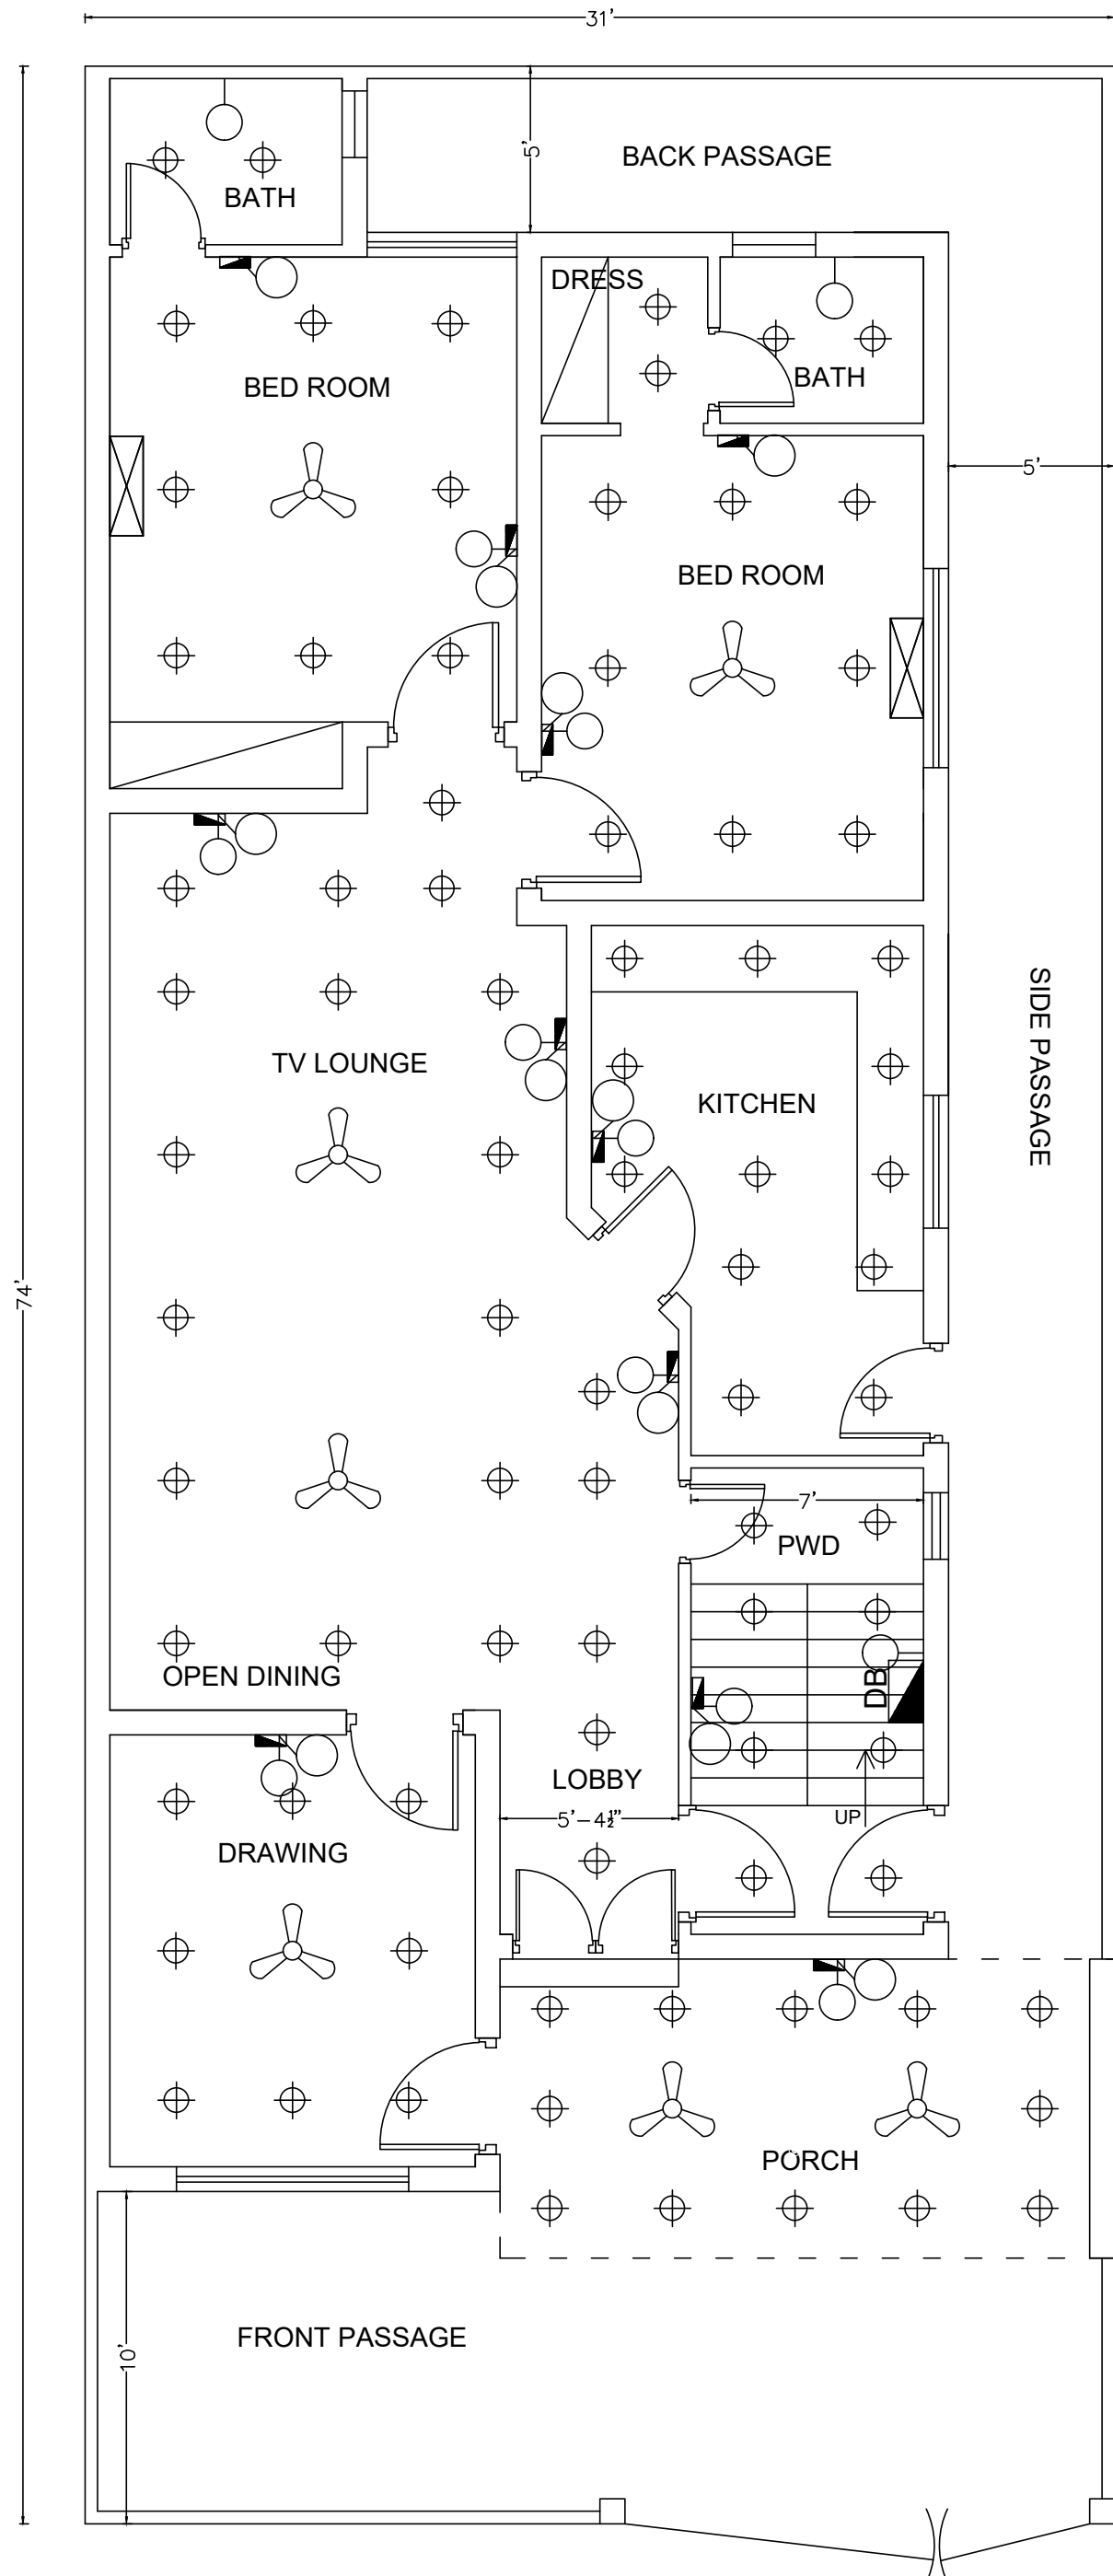 31'
5'
BACK PASSAGE
BATH
DRESS
BATH
BED ROOM
5'
BED ROOM
SIDE PASSAGE
TV LOUNGE
KITCHEN
74'
7'
PWD
OPEN DINING
DB
LOBBY
5'-4½"
UP
DRAWING
PORCH
FRONT PASSAGE
10'